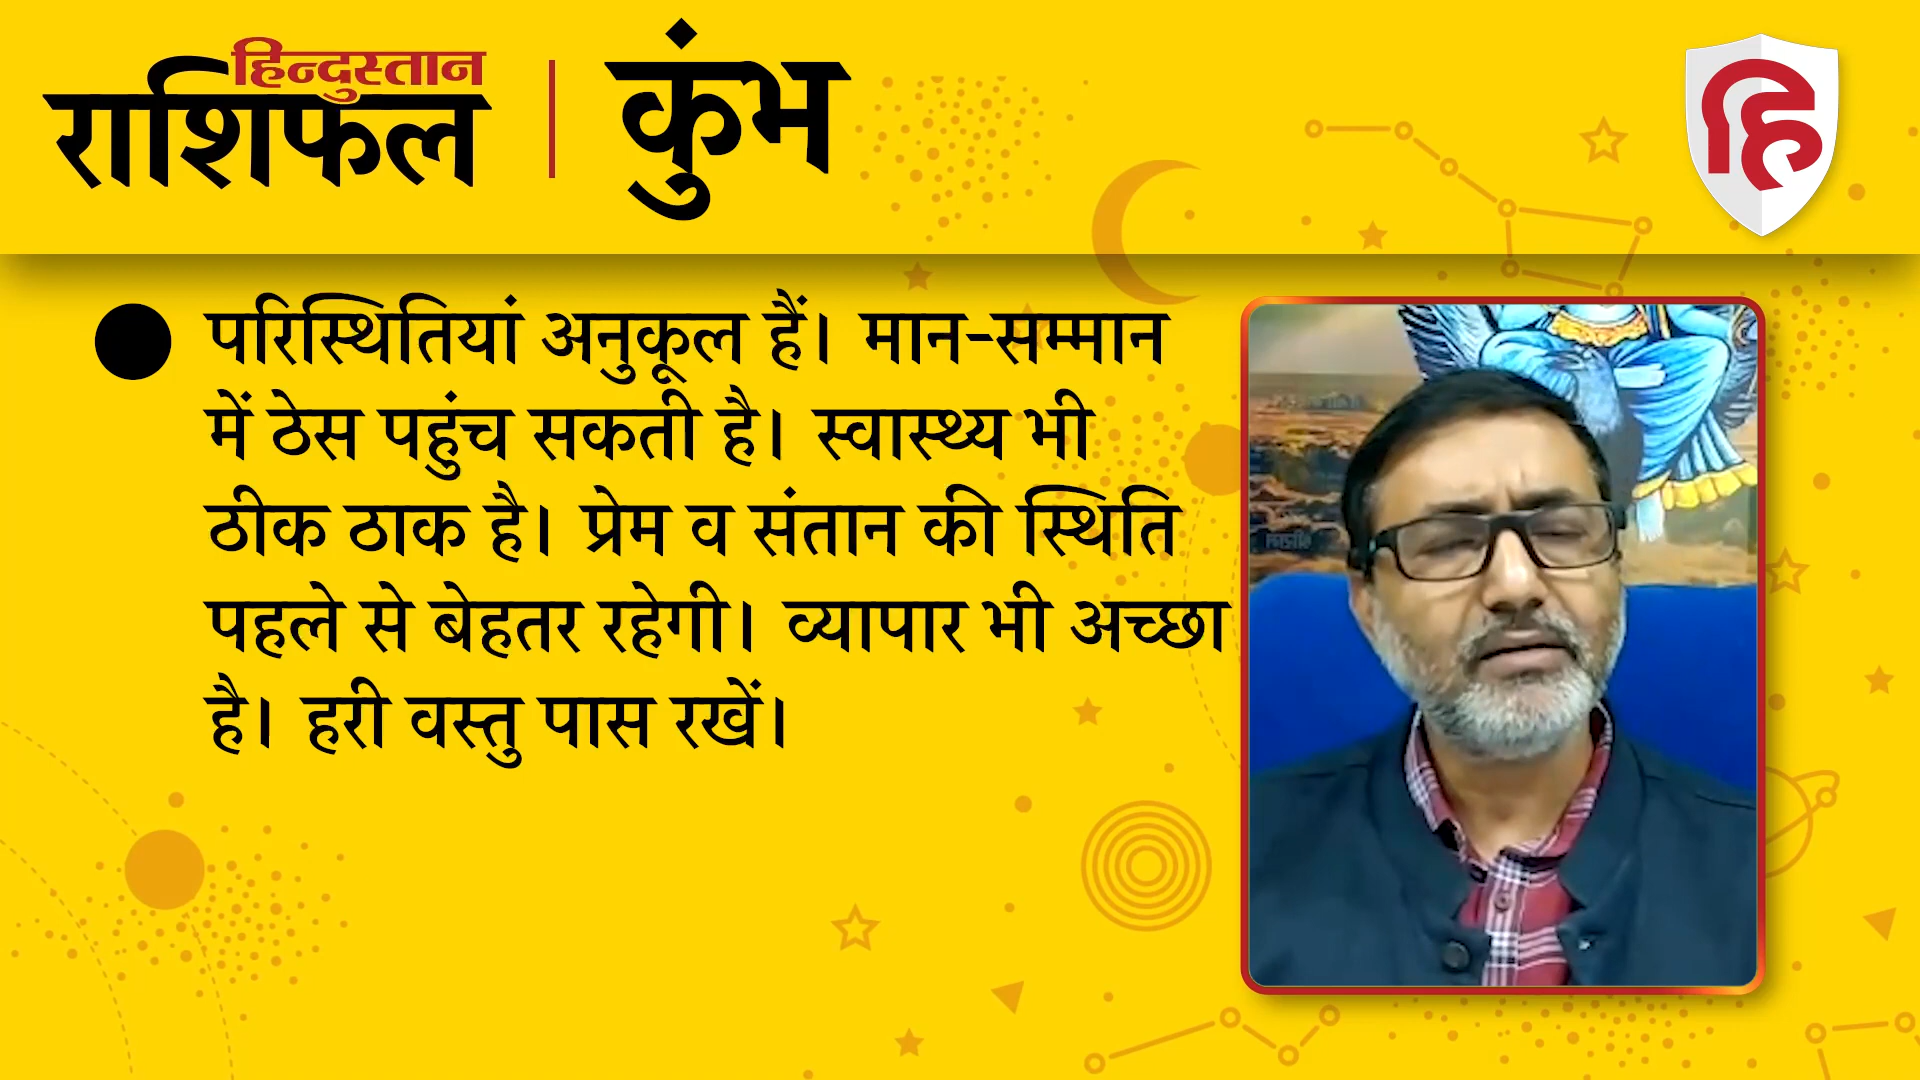 हिन्दुस्तान
राशिफल
कुंभ
हि
परिस्थितियां अनुकूल हैं। मान-सम्मान
में ठेस पहुंच सकती है। स्वास्थ्य भी
ठीक ठाक है। प्रेम व संतान की स्थिति
पहले से बेहतर रहेगी। व्यापार भी अच्छा
है। हरी वस्तु पास रखें।